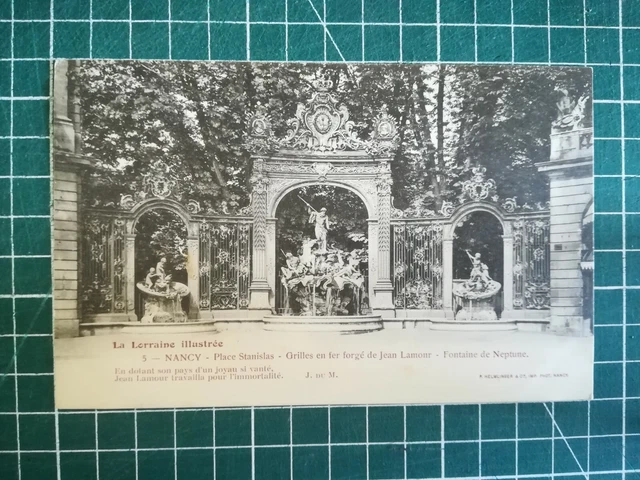 La Lorraine illustrée
5 — NANCY - Place Stanislas - Grilles en fer forgé de Jean Lamour - Fontaine de Neptune.
En dotant son pays d'un joyau si vanté,
Jean Lamour travailla pour l'immortalité. J. DU M.